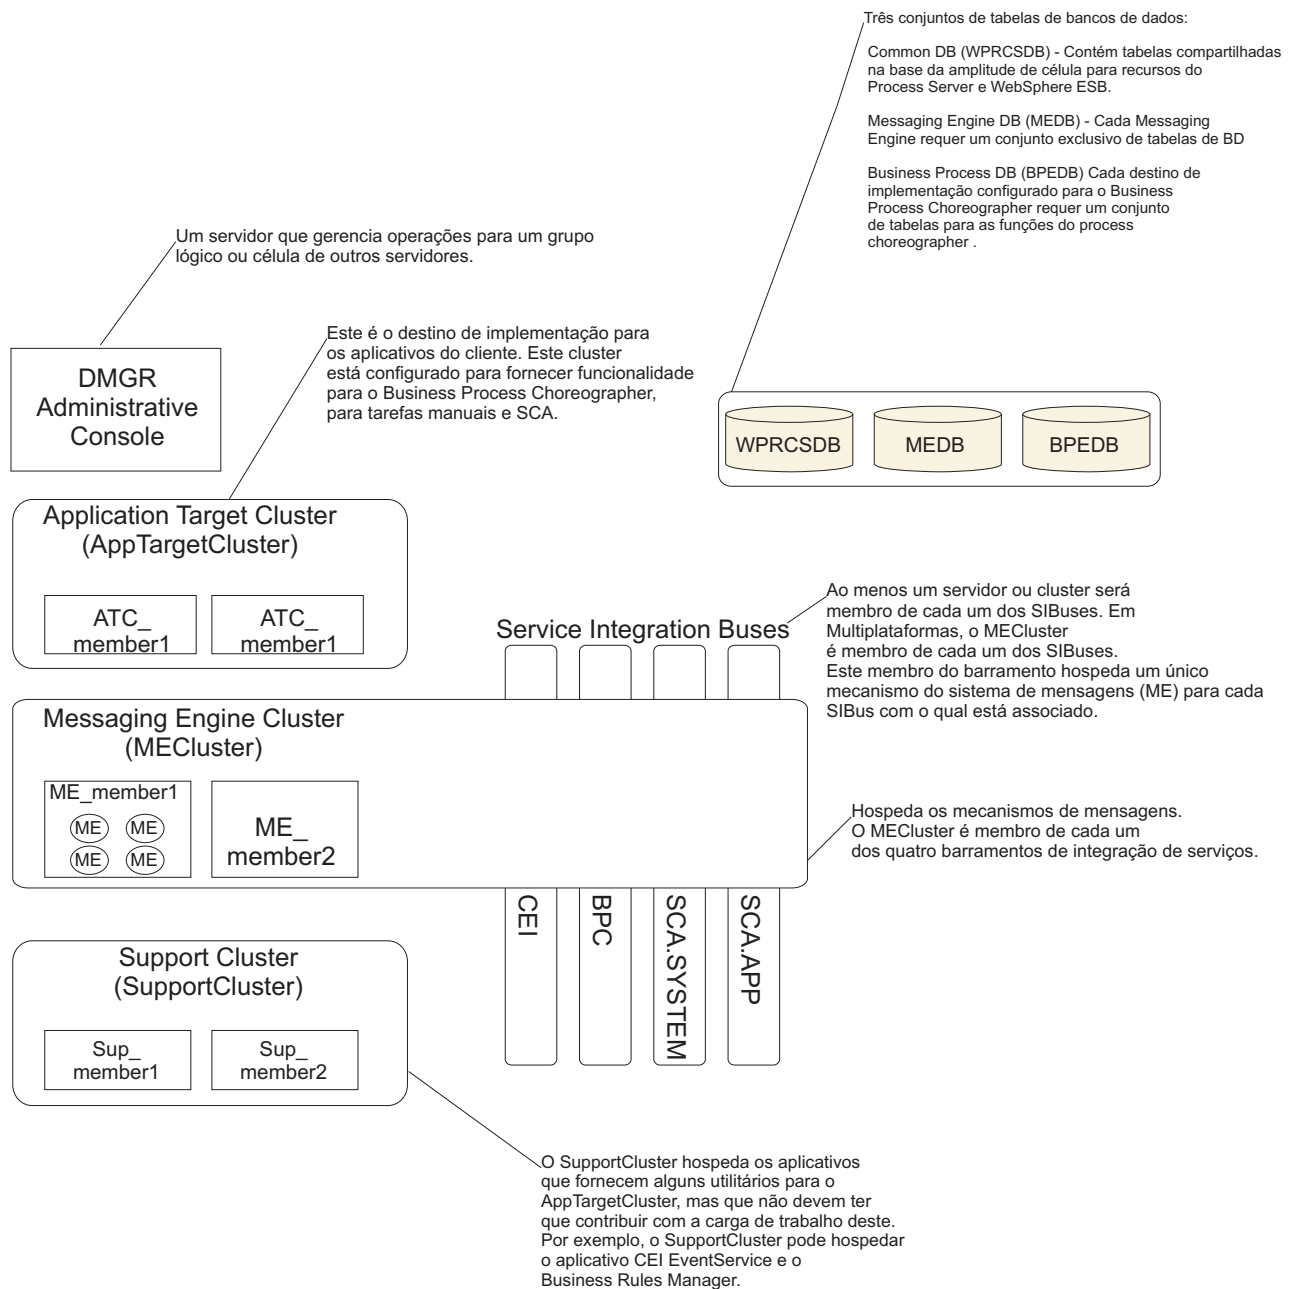 Três conjuntos de tabelas de bancos de dados:
Common DB (WPRCSDB) - Contém tabelas compartilhadas
na base da amplitude de célula para recursos do
Process Server e WebSphere ESB.
Messaging Engine DB (MEDB) - Cada Messaging
Engine requer um conjunto exclusivo de tabelas de BD
Business Process DB (BPEDB) Cada destino de
implementação configurado para o Business
Process Choreographer requer um conjunto
de tabelas para as funções do process
choreographer .
Um servidor que gerencia operações para um grupo
lógico ou célula de outros servidores.
Este é o destino de implementação para
os aplicativos do cliente. Este cluster
está configurado para fornecer funcionalidade
para o Business Process Choreographer,
para tarefas manuais e SCA.
DMGR
Administrative
Console
WPRCSDB
MEDB
BPEDB
Application Target Cluster
(AppTargetCluster)
ATC_
member1
ATC_
member1
Service Integration Buses
Ao menos um servidor ou cluster será
membro de cada um dos SIBuses. Em
Multiplataformas, o MECluster
é membro de cada um dos SIBuses.
Este membro do barramento hospeda um único
mecanismo do sistema de mensagens (ME) para cada
SIBus com o qual está associado.
Messaging Engine Cluster
(MECluster)
ME_member1
ME
ME
ME
ME
ME_
member2
Hospeda os mecanismos de mensagens.
O MECluster é membro de cada um
dos quatro barramentos de integração de serviços.
CEI
BPC
SCA.SYSTEM
SCA.APP
Support Cluster
(SupportCluster)
Sup_
member1
Sup_
member2
O SupportCluster hospeda os aplicativos
que fornecem alguns utilitários para o
AppTargetCluster, mas que não devem ter
que contribuir com a carga de trabalho deste.
Por exemplo, o SupportCluster pode hospedar
o aplicativo CEI EventService e o
Business Rules Manager.